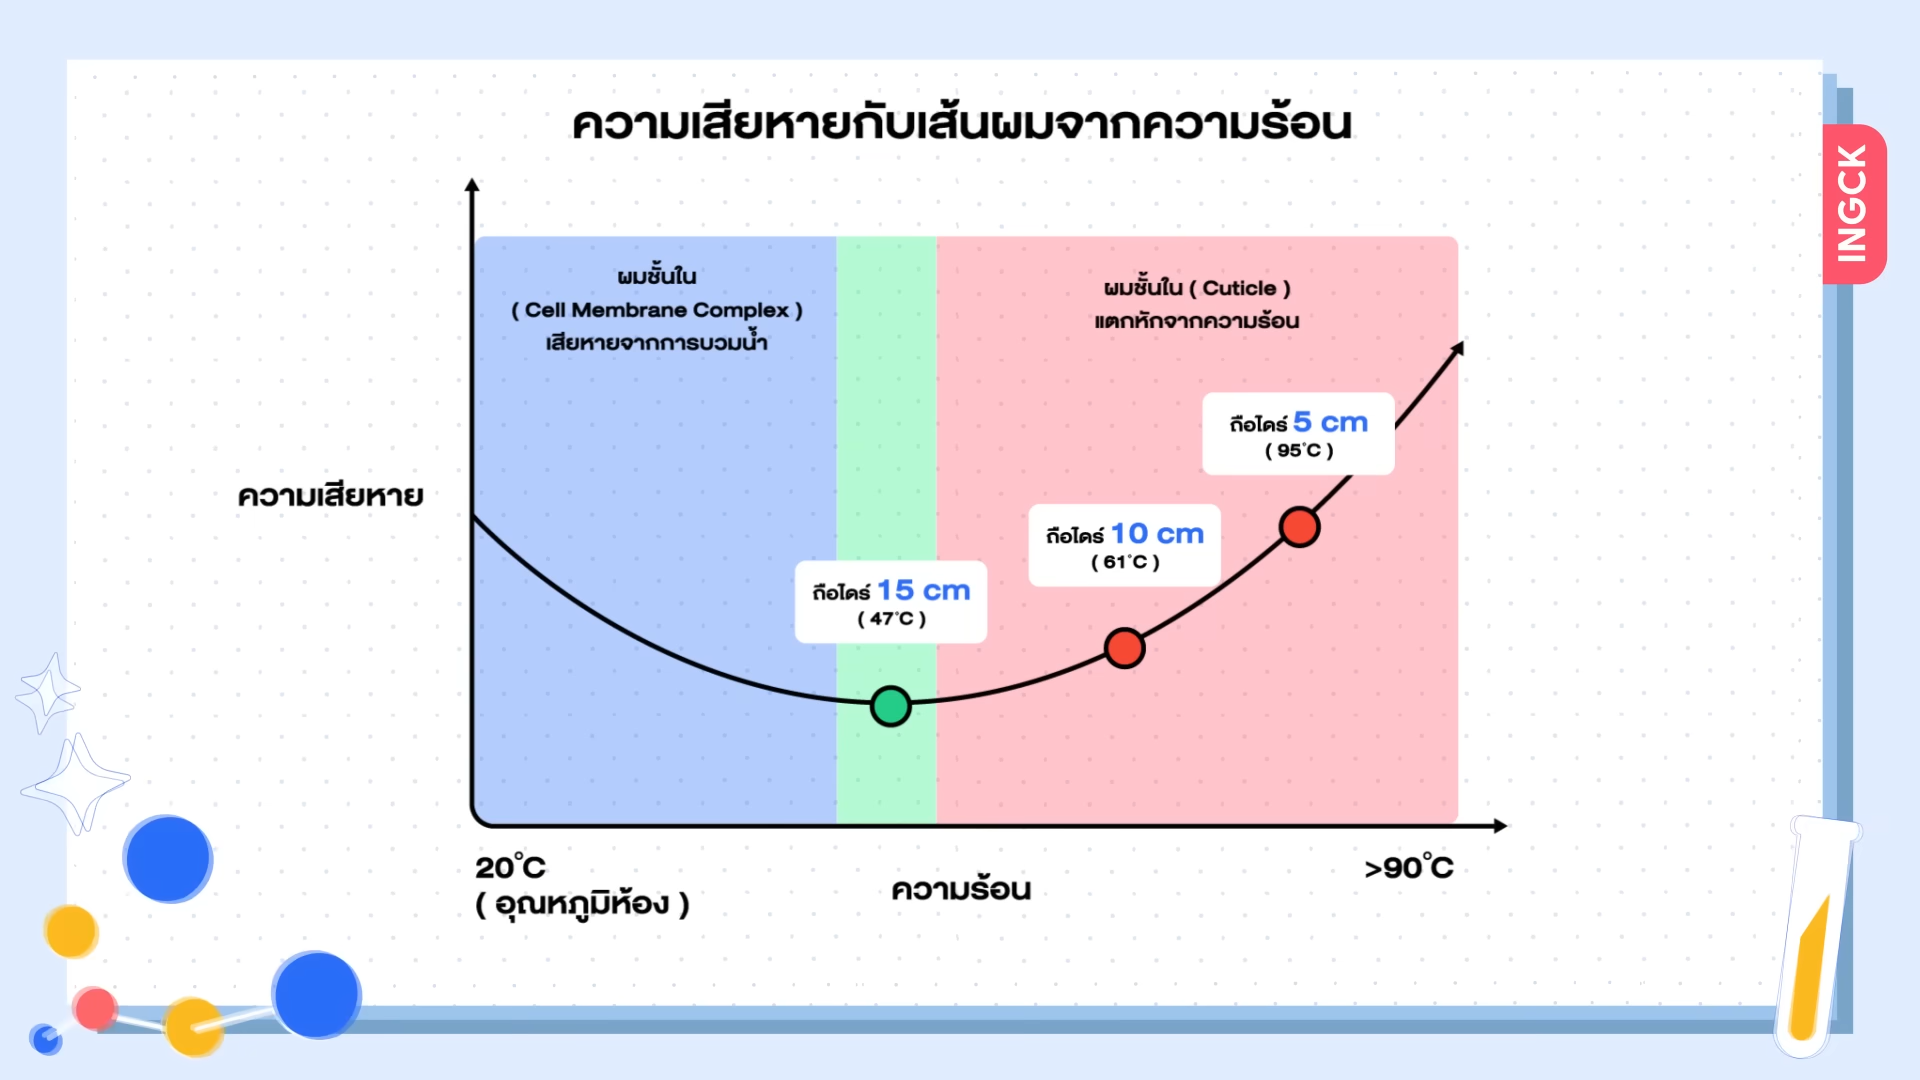 ความเสียหายกับเส้นผมจากความร้อน
INGCK
ผมชั้นใน
( Cell Membrane Complex )
เสียหายจากการบวมน้ำ
ผมชั้นใน ( Cuticle )
แตกหักจากความร้อน
ถือไดร์ 5 cm
( 95°C )
ความเสียหาย
ถือไดร์ 10 cm
( 61°C )
ถือไดร์ 15 cm
( 47°C )
20°C
( อุณหภูมิห้อง )
ความร้อน
>90°C